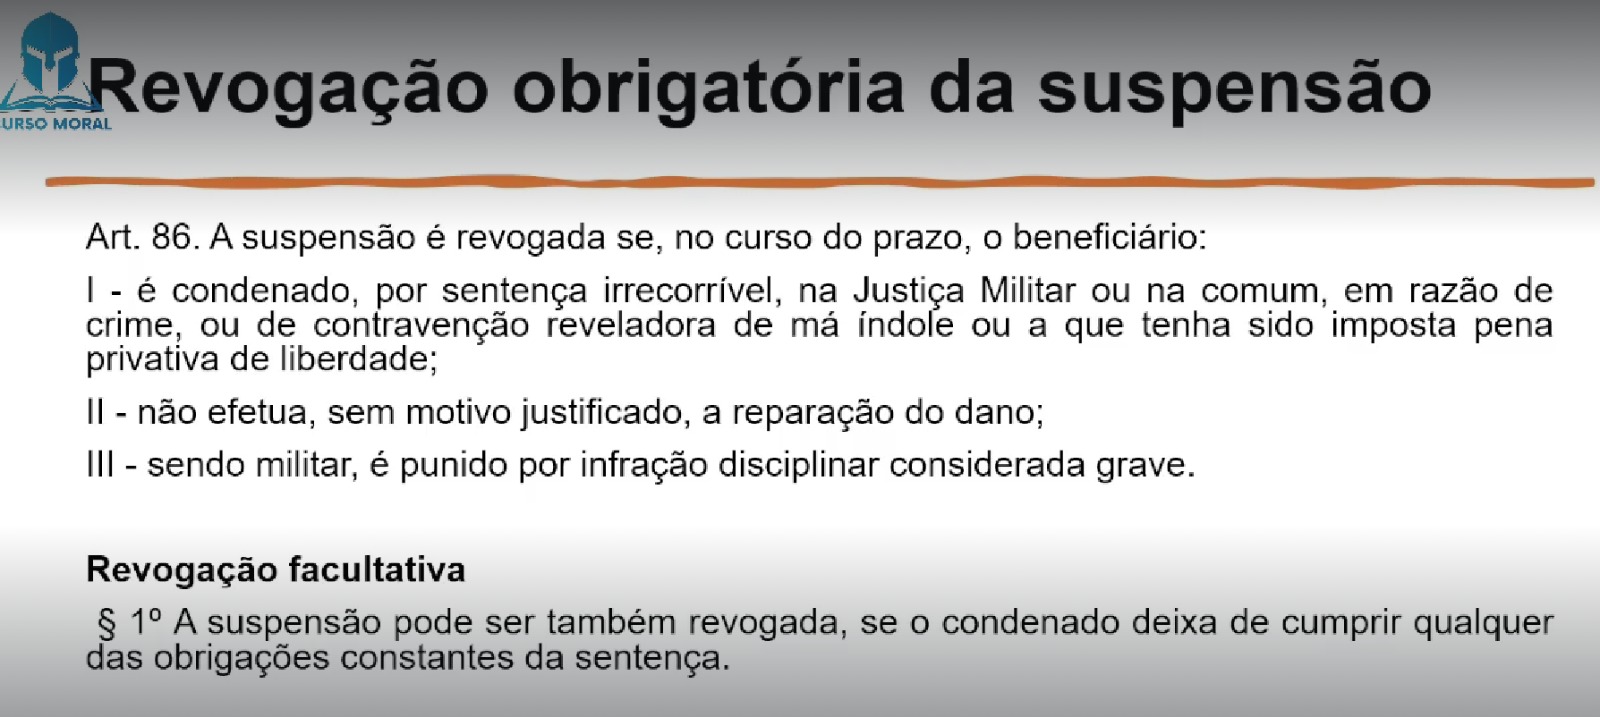 Revogação obrigatória da suspensão
CURSO MORAL
Art. 86. A suspensão é revogada se, no curso do prazo, o beneficiário:
I - é condenado, por sentença irrecorrível, na Justiça Militar ou na comum, em razão de
crime, ou de contravenção reveladora de má índole ou a que tenha sido imposta pena
privativa de liberdade;
II - não efetua, sem motivo justificado, a reparação do dano;
III - sendo militar, é punido por infração disciplinar considerada grave.
Revogação facultativa
§ 1º A suspensão pode ser também revogada, se o condenado deixa de cumprir qualquer
das obrigações constantes da sentença.